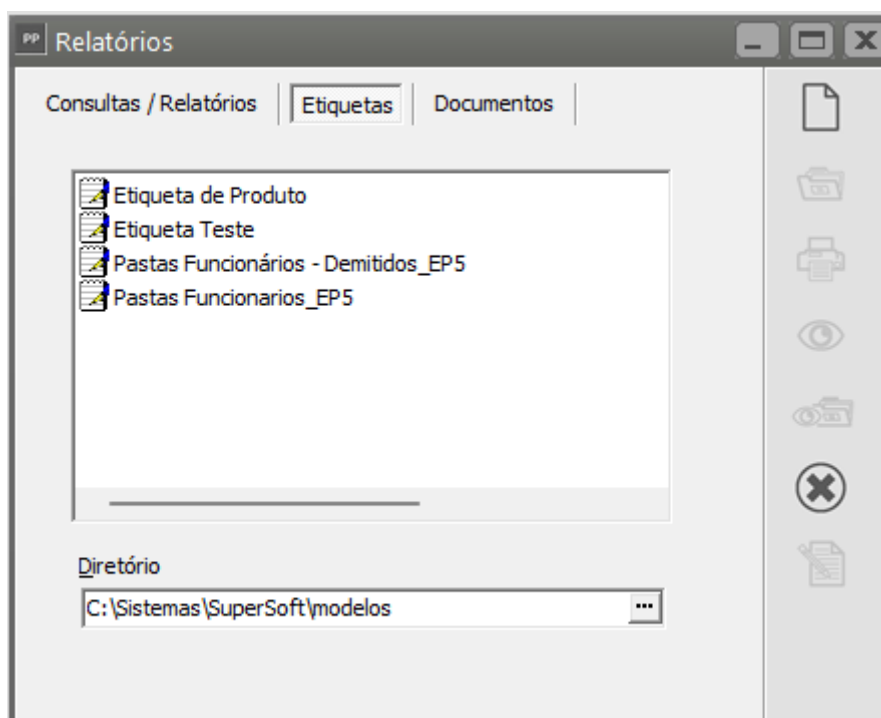 PP Relatórios
Consultas / Relatórios Etiquetas Documentos
Etiqueta de Produto
Etiqueta Teste
Pastas Funcionários - Demitidos_EP5
Pastas Funcionarios_EP5
Diretório
C:\Sistemas\SuperSoft\modelos ...